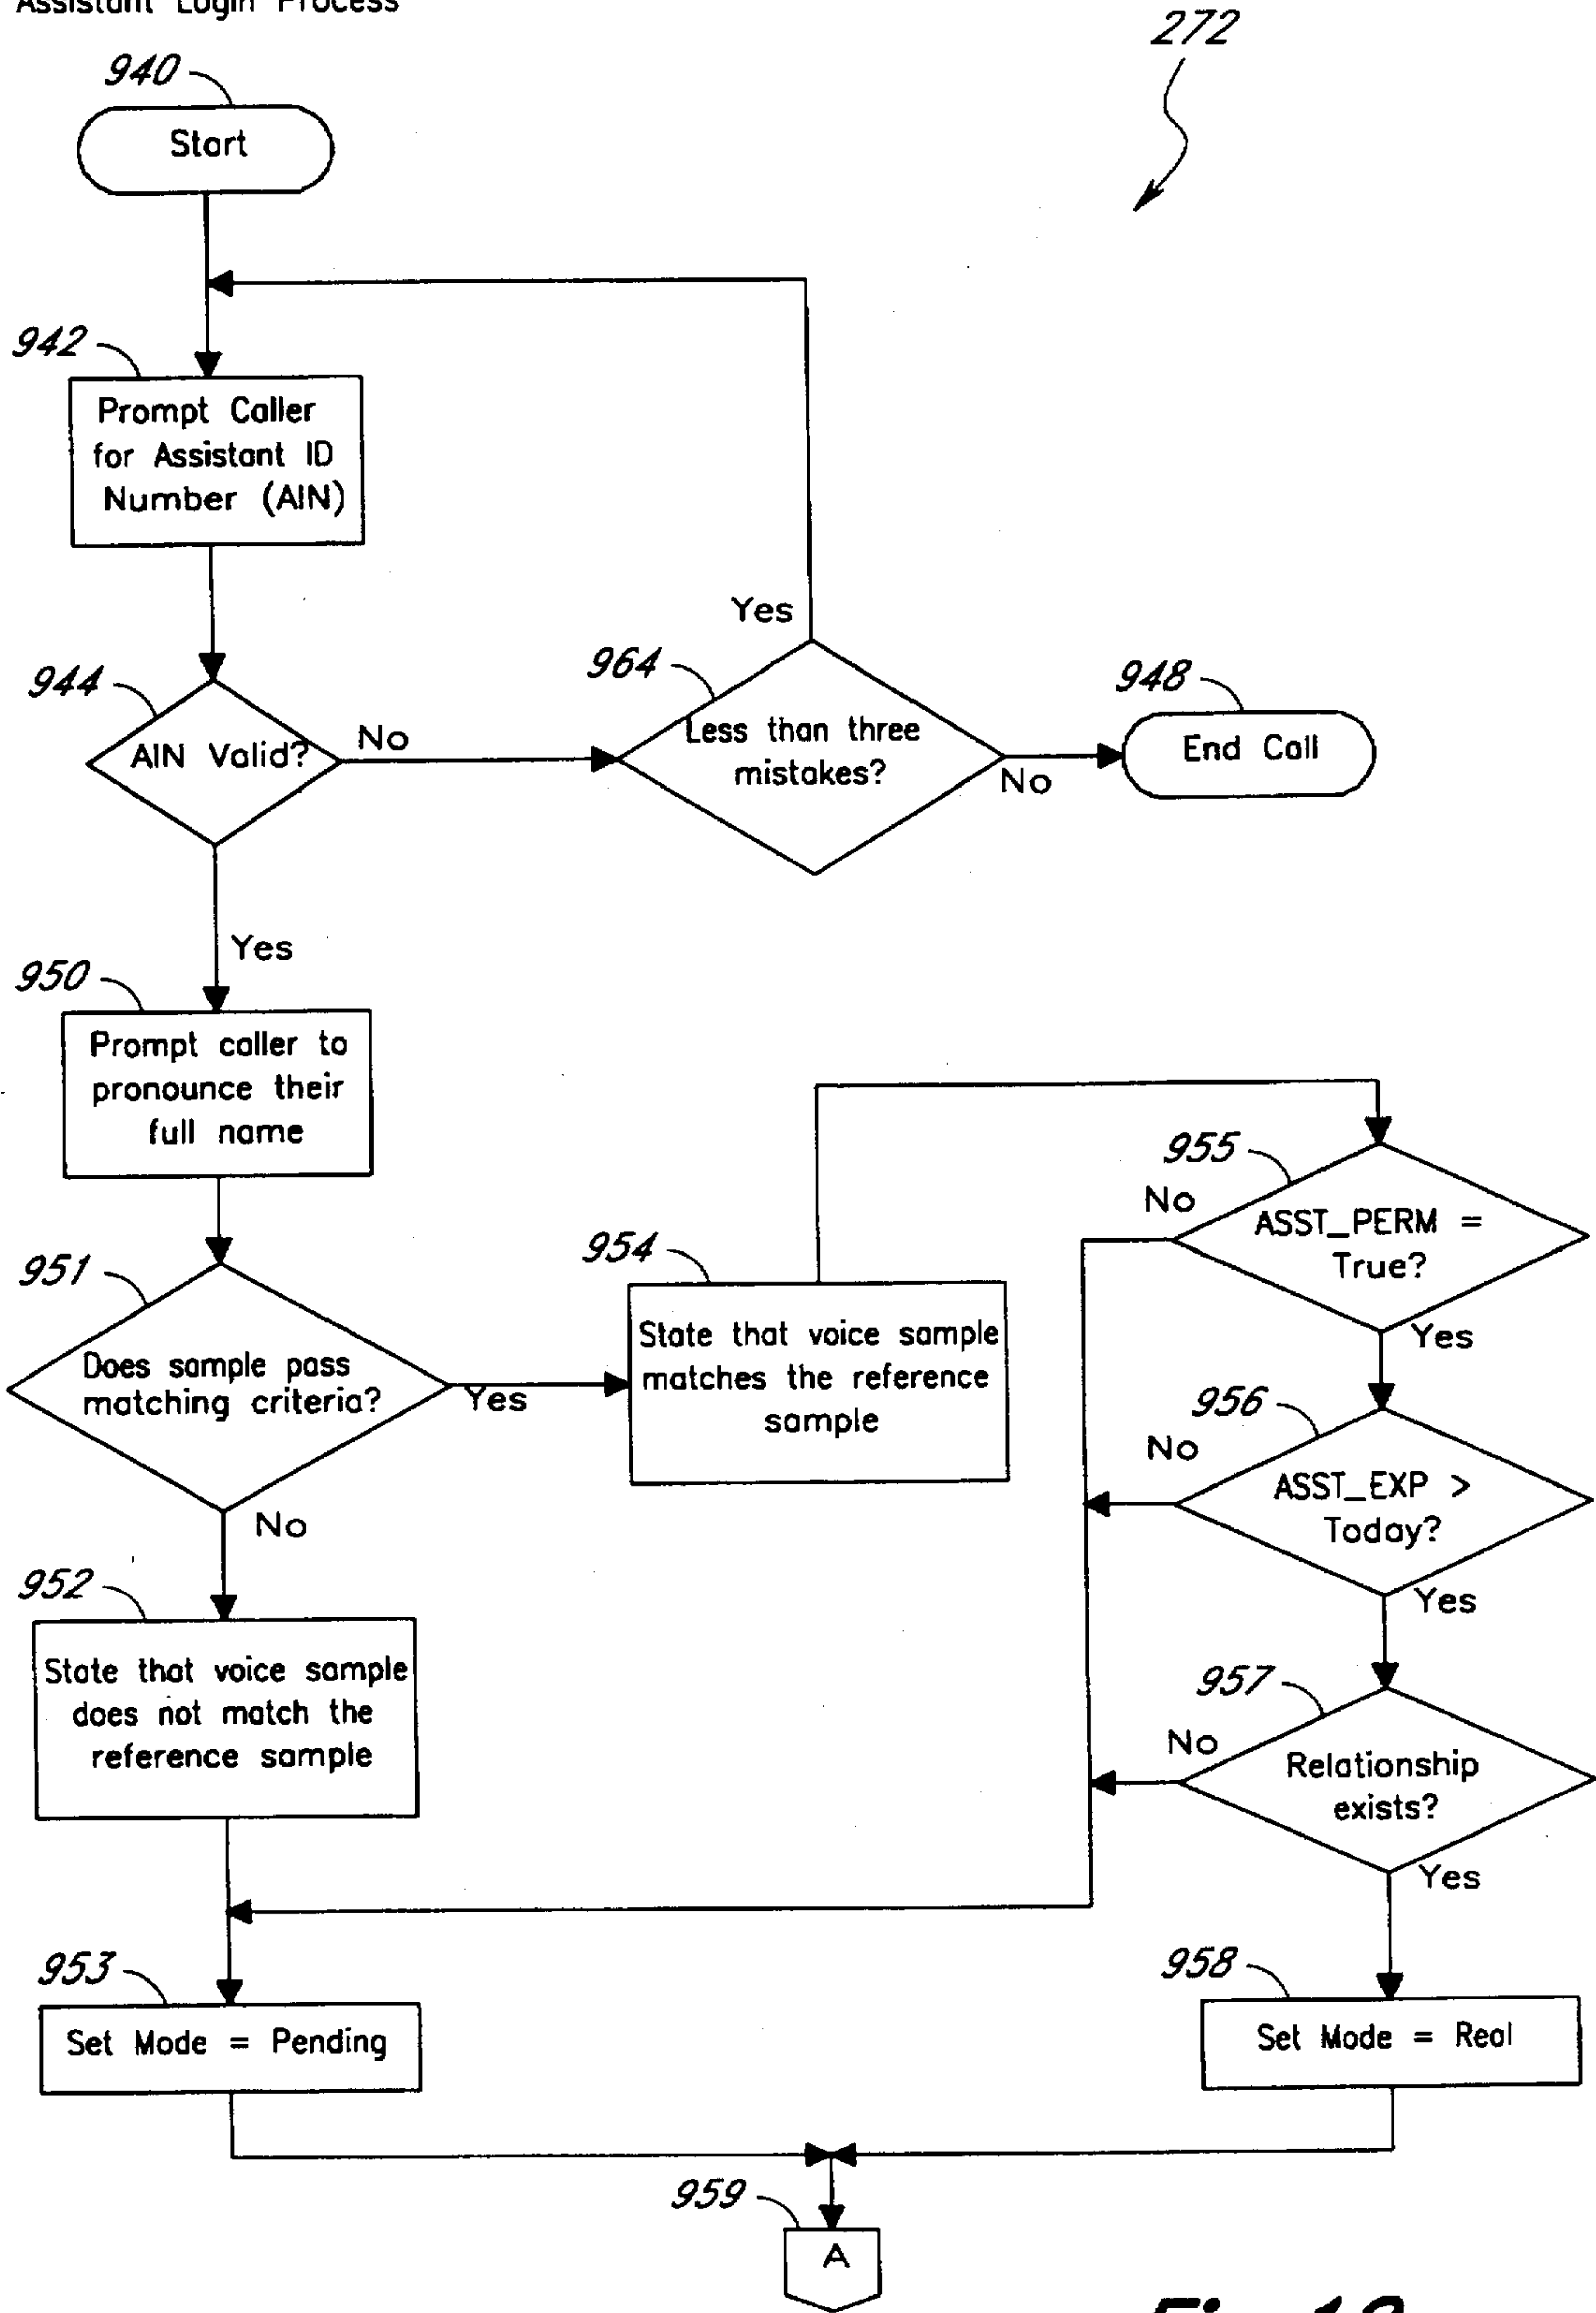 Assistant Login Process
272
940
Start
942
Prompt Caller
for Assistant ID
Number (AIN)
Yes
944
AIN Valid?
No
964
Less than three
mistakes?
No
948
End Call
Yes
950
Prompt caller to
pronounce their
full name
951
Does sample pass
matching criteria?
Yes
954
State that voice sample
matches the reference
sample
955
No
ASST_PERM =
True?
Yes
956
No
ASST_EXP >
Today?
Yes
957
No
Relationship
exists?
Yes
No
952
State that voice sample
does not match the
reference sample
953
Set Mode = Pending
958
Set Mode = Real
959
A